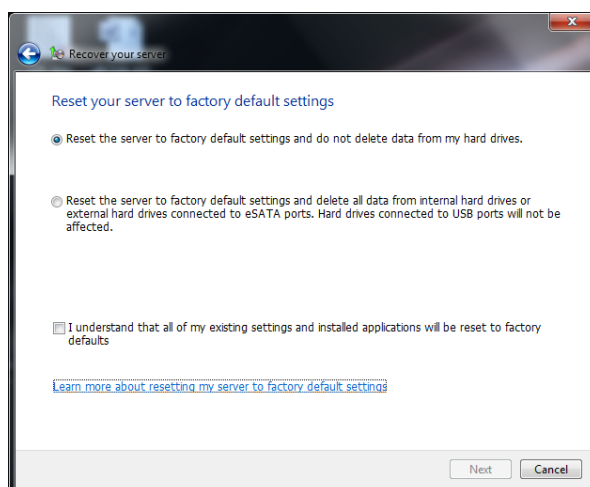 Recover your server
Reset your server to factory default settings
Reset the server to factory default settings and do not delete data from my hard drives.
Reset the server to factory default settings and delete all data from internal hard drives or
external hard drives connected to eSATA ports. Hard drives connected to USB ports will not be
affected.
I understand that all of my existing settings and installed applications will be reset to factory
defaults
Learn more about resetting my server to factory default settings
Next Cancel